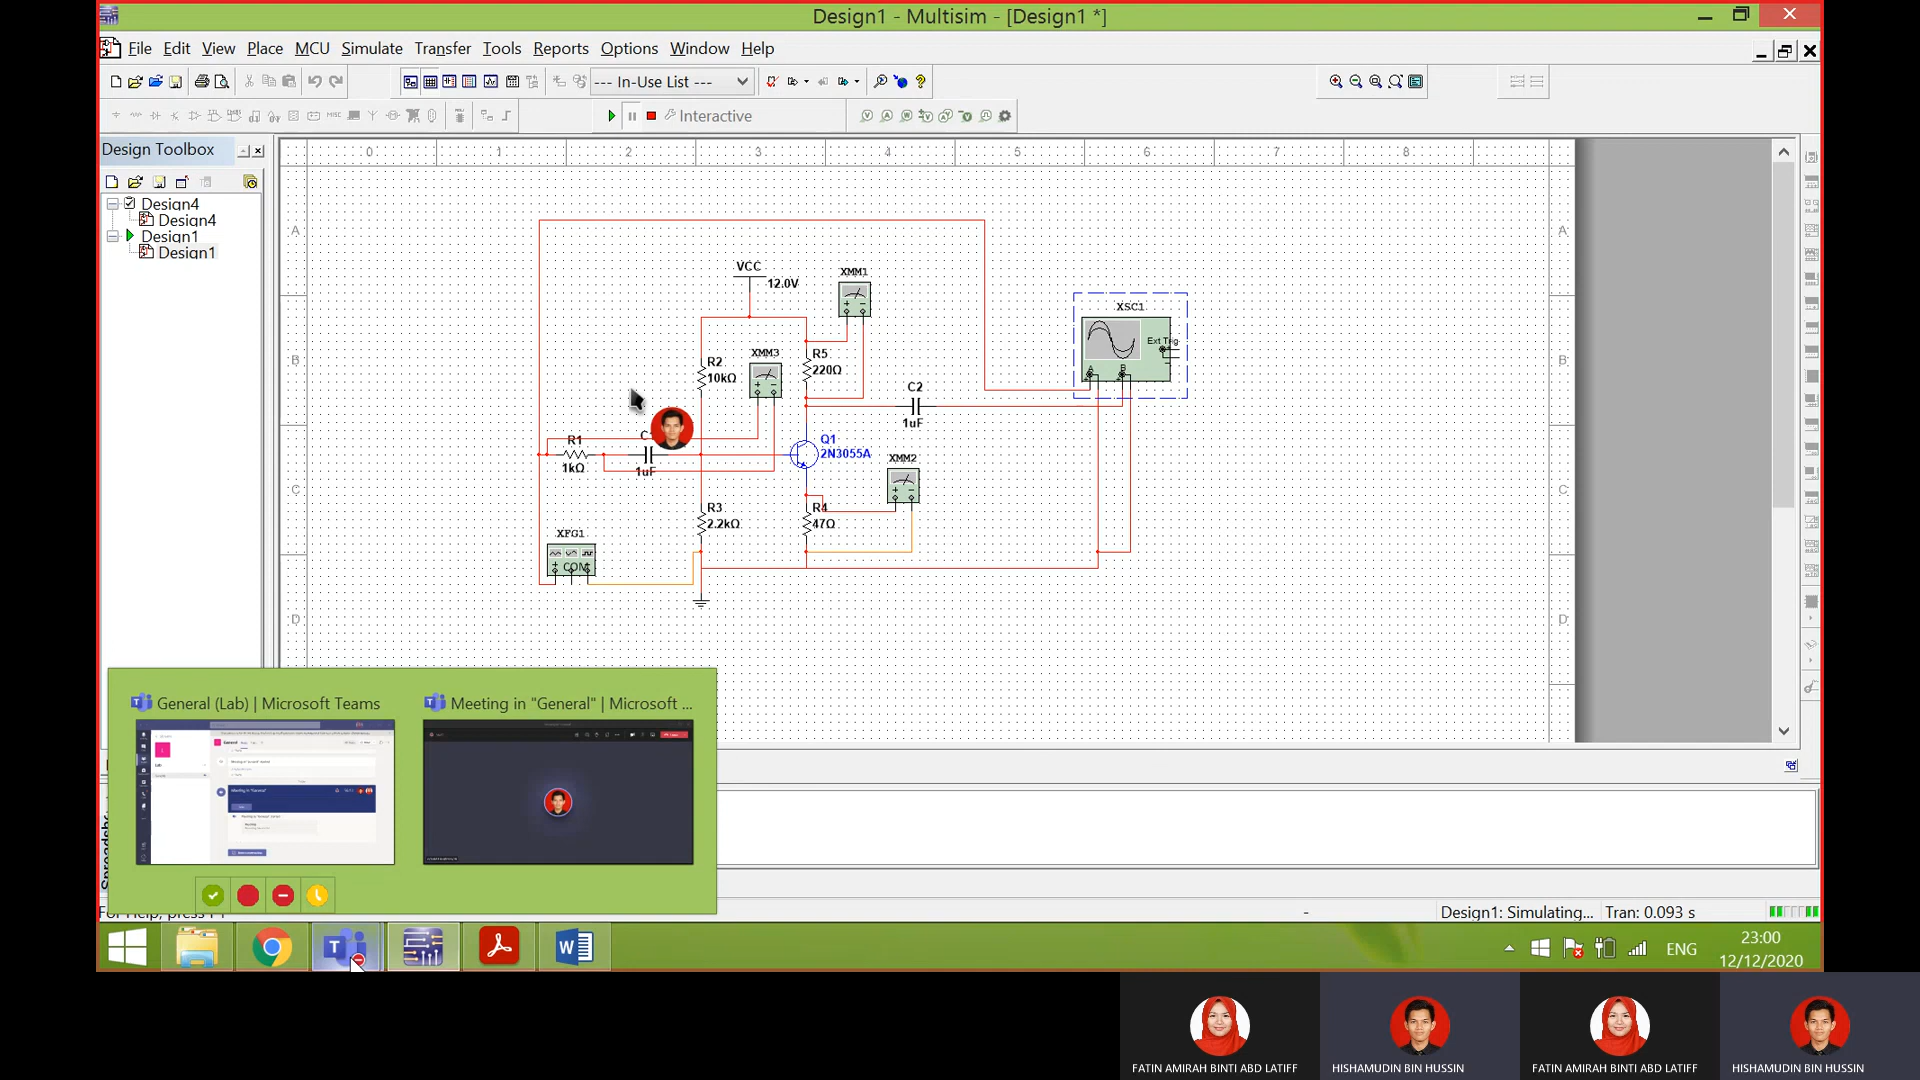 Design1 - Multisim - [Design1 *]
File Edit View Place MCU Simulate Transfer Tools Reports Options Window Help
--- In-Use List ---
Interactive
Design Toolbox
Design4
Design4
Design1
Design1
0 1 2 3 4 5 6 7 8
A
B
C
D
A
B
C
D
VCC
12.0V
XMM1
XSC1
Ext Trig
A
B
XMM3
R2
10kΩ
R5
220Ω
C2
1uF
R1
1kΩ
1uF
Q1
2N3055A
XMM2
R3
2.2kΩ
R4
47Ω
XFG1
COM
General (Lab) | Microsoft Teams
Meeting in "General" | Microsoft ...
Design1: Simulating... Tran: 0.093 s
ENG
23:00
12/12/2020
FATIN AMIRAH BINTI ABD LATIFF
HISHAMUDIN BIN HUSSIN
FATIN AMIRAH BINTI ABD LATIFF
HISHAMUDIN BIN HUSSIN